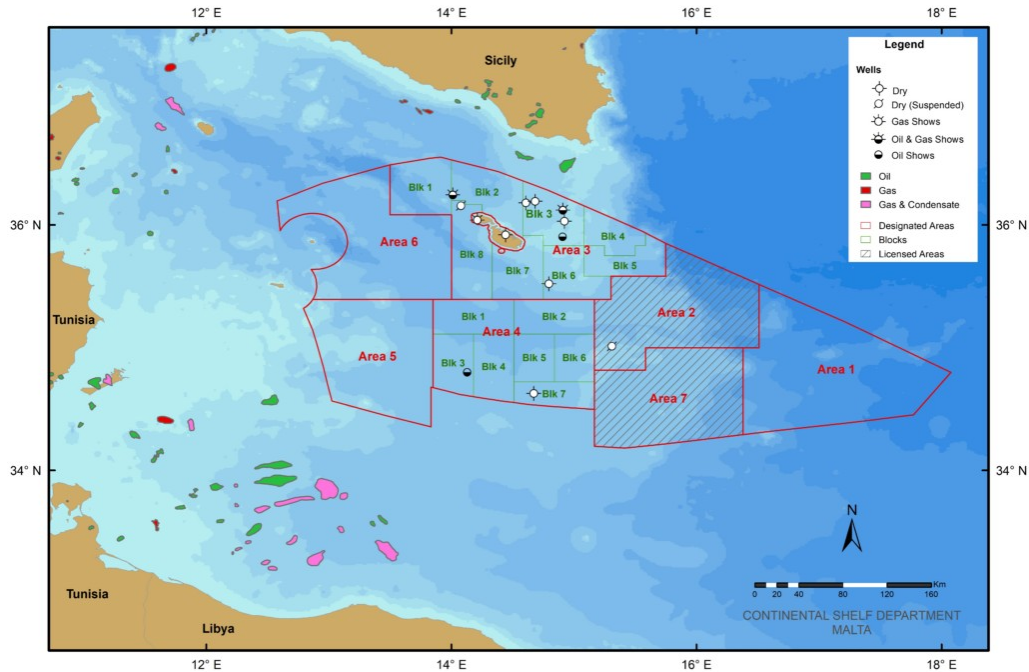 12° E
14° E
16° E
18° E
Sicily
Legend
Wells
Dry
Dry (Suspended)
Gas Shows
Oil & Gas Shows
Oil Shows
Oil
Gas
Gas & Condensate
Designated Areas
Blocks
Licensed Areas
36° N
36° N
Blk 1
Blk 2
Blk 3
Blk 4
Area 6
Area 3
Blk 8
Blk 7
Blk 6
Blk 5
Tunisia
Blk 1
Blk 2
Area 2
Area 4
Area 5
Blk 3
Blk 4
Blk 5
Blk 6
Area 1
Blk 7
Area 7
34° N
34° N
N
Km
0 10 20 40 80 120 160
CONTINENTAL SHELF DEPARTMENT
MALTA
Tunisia
Libya
12° E
14° E
16° E
18° E